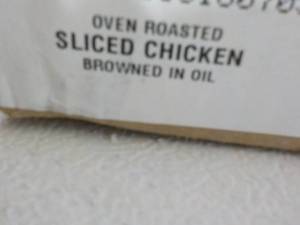 OVEN ROASTED
SLICED CHICKEN
BROWNED IN OIL